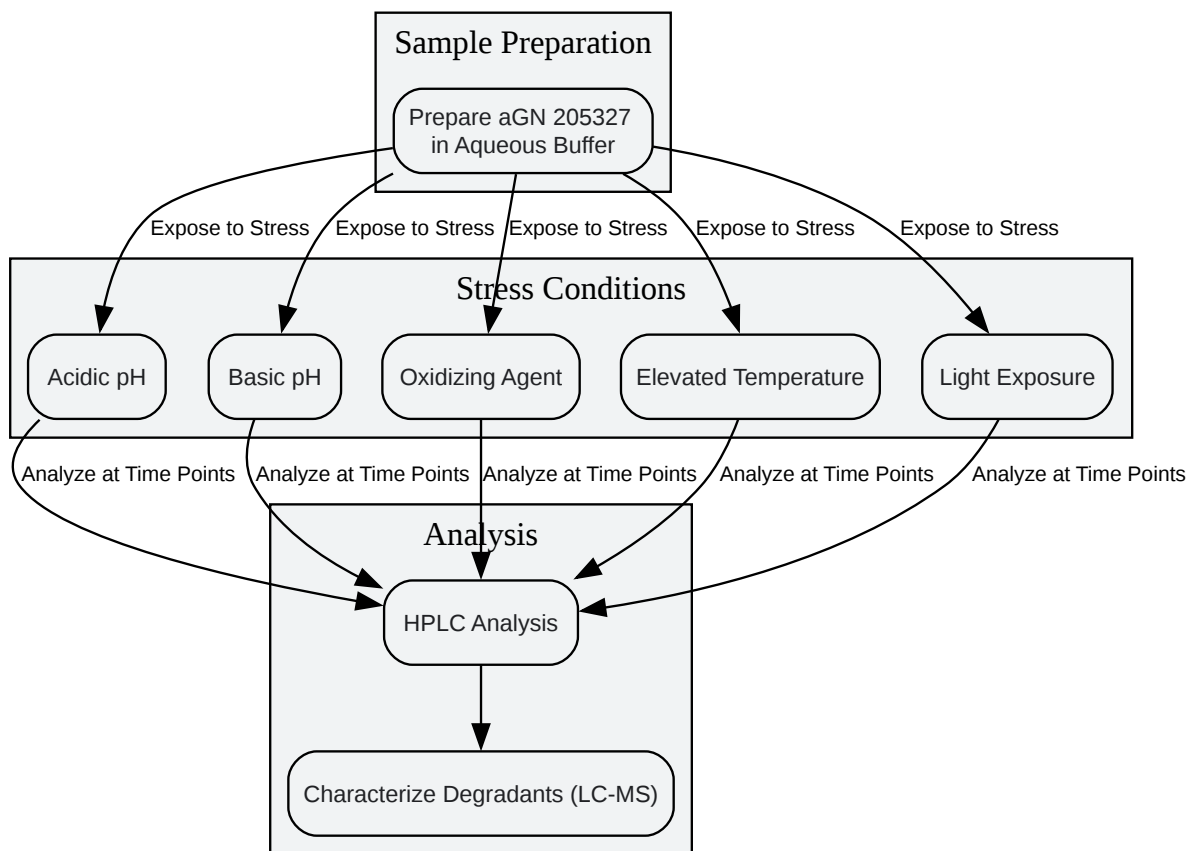 Sample Preparation
Prepare aGN 205327
in Aqueous Buffer
Expose to Stress
Expose to Stress
Expose to Stress
Expose to Stress
Expose to Stress
Stress Conditions
Acidic pH
Basic pH
Oxidizing Agent
Elevated Temperature
Light Exposure
Analyze at Time Points
Analyze at Time Points
Analyze at Time Points
Analyze at Time Points
Analyze at Time Points
Analysis
HPLC Analysis
Characterize Degradants (LC-MS)